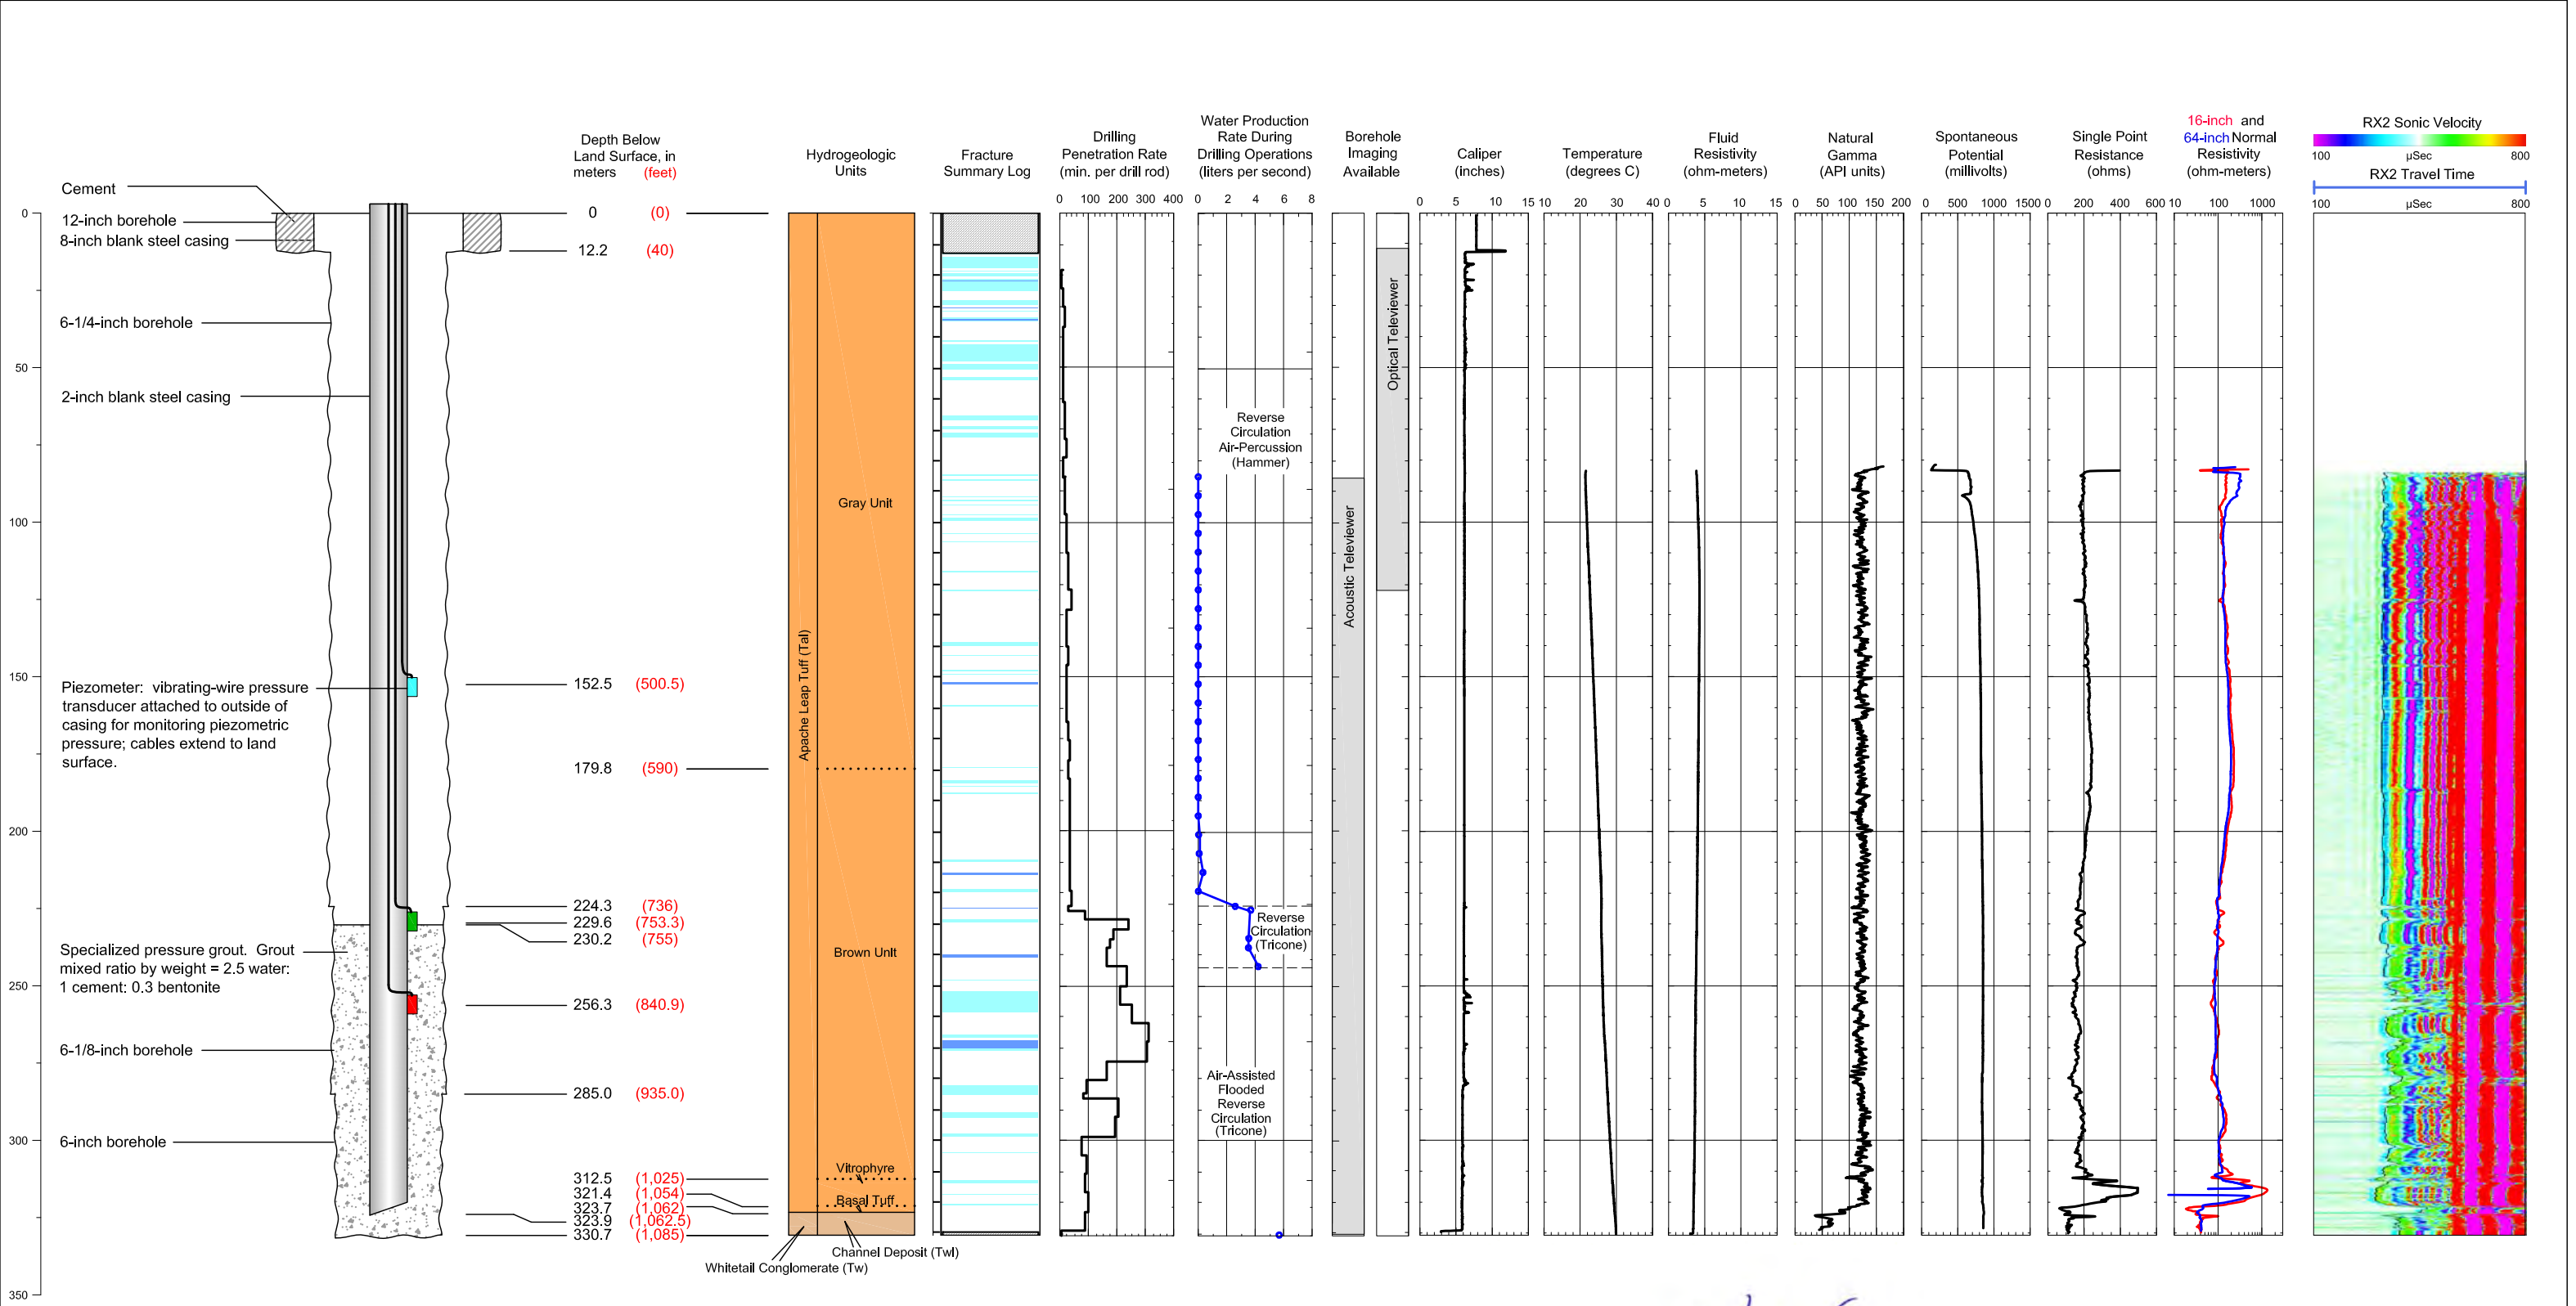 Cement
12-inch borehole
8-inch blank steel casing
6-1/4-inch borehole
2-inch blank steel casing
Piezometer: vibrating-wire pressure
transducer attached to outside of
casing for monitoring piezometric
pressure; cables extend to land
surface.
Specialized pressure grout. Grout
mixed ratio by weight = 2.5 water:
1 cement: 0.3 bentonite
6-1/8-inch borehole
6-inch borehole
0
50
100
150
200
250
300
350
Depth Below
Land Surface, in
meters (feet)
0 (0)
12.2 (40)
152.5 (500.5)
179.8 (590)
224.3 (736)
229.6 (753.3)
230.2 (755)
256.3 (840.9)
285.0 (935.0)
312.5 (1,025)
321.4 (1,054)
323.7 (1,062)
323.9 (1,062.5)
330.7 (1,085)
Hydrogeologic
Units
Apache Leap Tuff (Tal)
Gray Unit
Brown Unit
Vitrophyre
Basal Tuff
Channel Deposit (Twl)
Whitetail Conglomerate (Tw)
Fracture
Summary Log
Drilling
Penetration Rate
(min. per drill rod)
0 100 200 300 400
Water Production
Rate During
Drilling Operations
(liters per second)
0 2 4 6 8
Reverse
Circulation
Air-Percussion
(Hammer)
Reverse
Circulation
(Tricone)
Air-Assisted
Flooded
Reverse
Circulation
(Tricone)
Borehole
Imaging
Available
Acoustic Televiewer
Optical Televiewer
Caliper
(inches)
0 5 10 15
Temperature
(degrees C)
10 20 30 40
Fluid
Resistivity
(ohm-meters)
0 5 10 15
Natural
Gamma
(API units)
0 50 100 150 200
Spontaneous
Potential
(millivolts)
0 500 1000 1500
Single Point
Resistance
(ohms)
0 200 400 600
16-inch and
64-inch Normal
Resistivity
(ohm-meters)
10 100 1000
RX2 Sonic Velocity
100 µSec 800
RX2 Travel Time
100 µSec 800